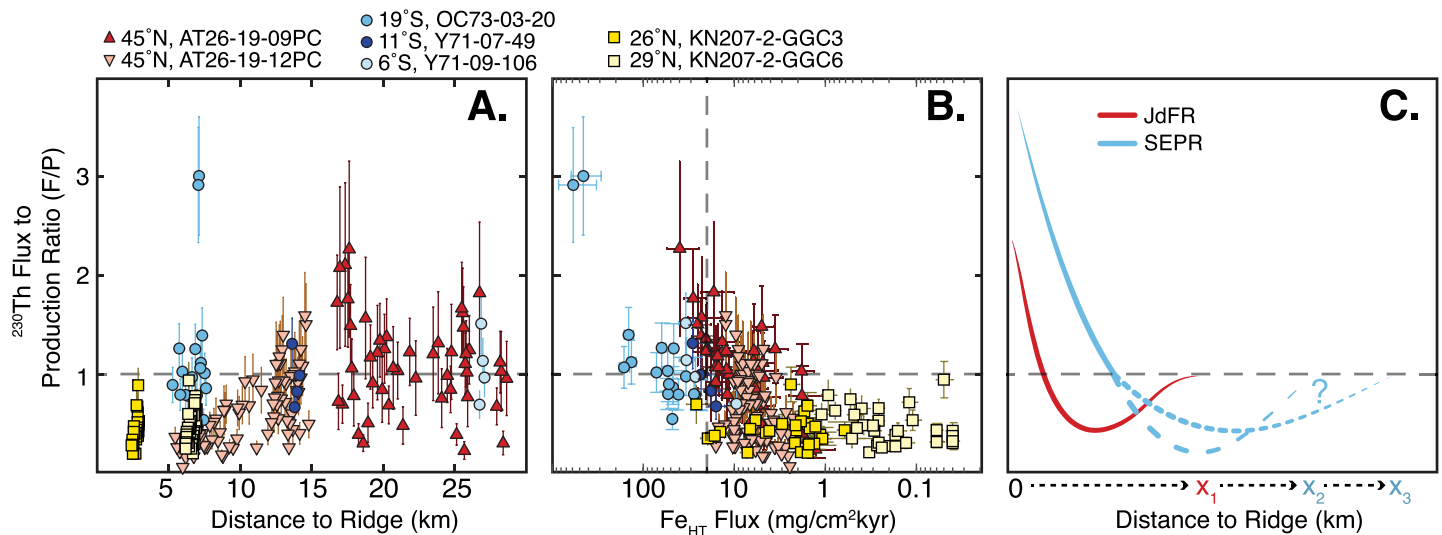 45°N, AT26-19-09PC
45°N, AT26-19-12PC
19°S, OC73-03-20
11°S, Y71-07-49
6°S, Y71-09-106
26°N, KN207-2-GGC3
29°N, KN207-2-GGC6
A.
B.
C.
JdFR
SEPR
?
²³⁰Th Flux to
Production Ratio (F/P)
3
2
1
5 10 15 20 25 30
100 10 1 0.1
0 x₁ x₂ x₃
Distance to Ridge (km)
Fe_HT Flux (mg/cm²kyr)
Distance to Ridge (km)